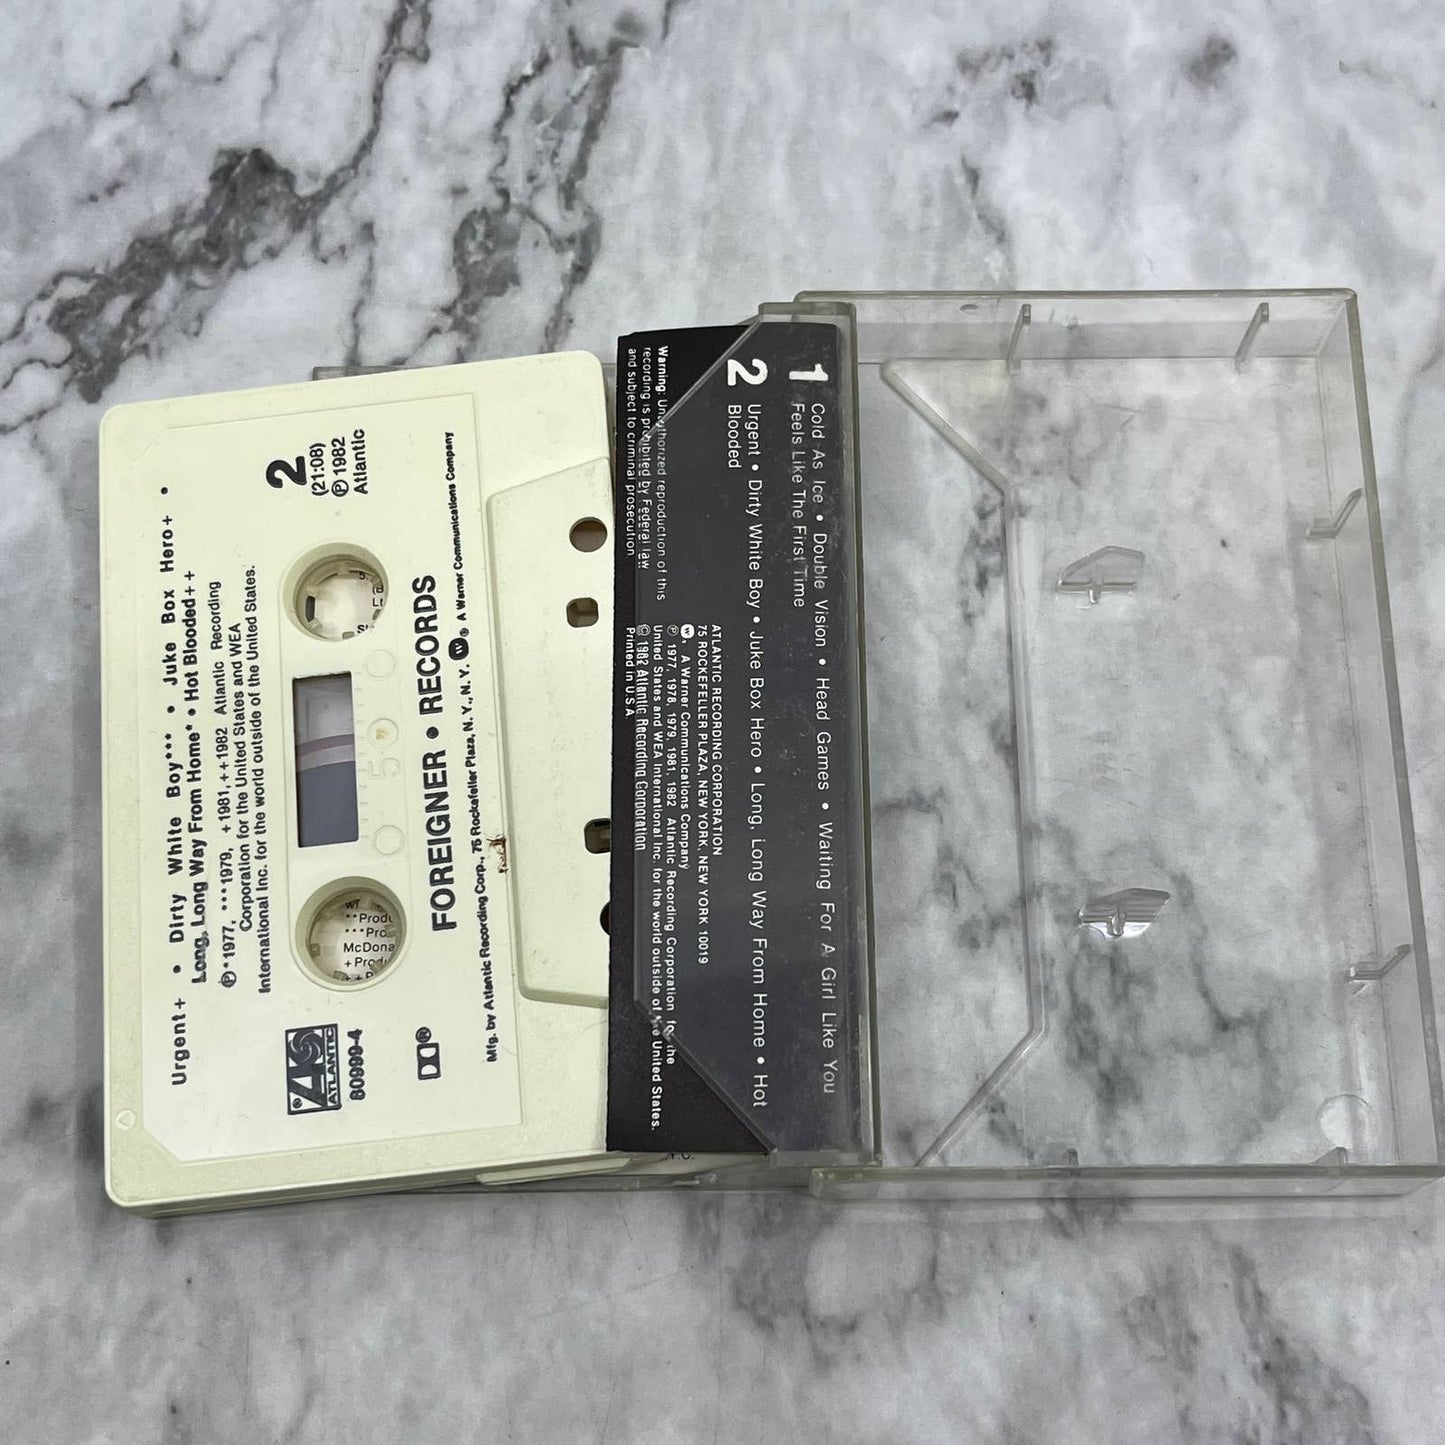 Urgent+ • Dirty White Boy*** • Juke Box Hero+ •
Long, Long Way From Home* • Hot Blooded++
℗*1977, ***1979, +1981,++1982 Atlantic Recording
Corporation for the United States and WEA
International Inc. for the world outside of the United States.
2
(21:08)
℗ 1982
Atlantic
ATLANTIC
80999-4
50
FOREIGNER • RECORDS
Mfg. by Atlantic Recording Corp., 75 Rockefeller Plaza, N. Y., N. Y. A Warner Communications Company
**Produ
***Pro
McDona
+Produ
1 Cold As Ice • Double Vision • Head Games • Waiting For A Girl Like You
Feels Like The First Time
2 Urgent • Dirty White Boy • Juke Box Hero • Long, Long Way From Home • Hot
Blooded
Warning: Unauthorized reproduction of this
recording is prohibited by Federal law
and subject to criminal prosecution
ATLANTIC RECORDING CORPORATION
75 ROCKEFELLER PLAZA, NEW YORK, NEW YORK 10019
A Warner Communications Company
℗ 1977, 1978, 1979, 1981, 1982 Atlantic Recording Corporation for the
United States and WEA International Inc. for the world outside of the United States.
© 1982 Atlantic Recording Corporation
Printed in U.S.A.